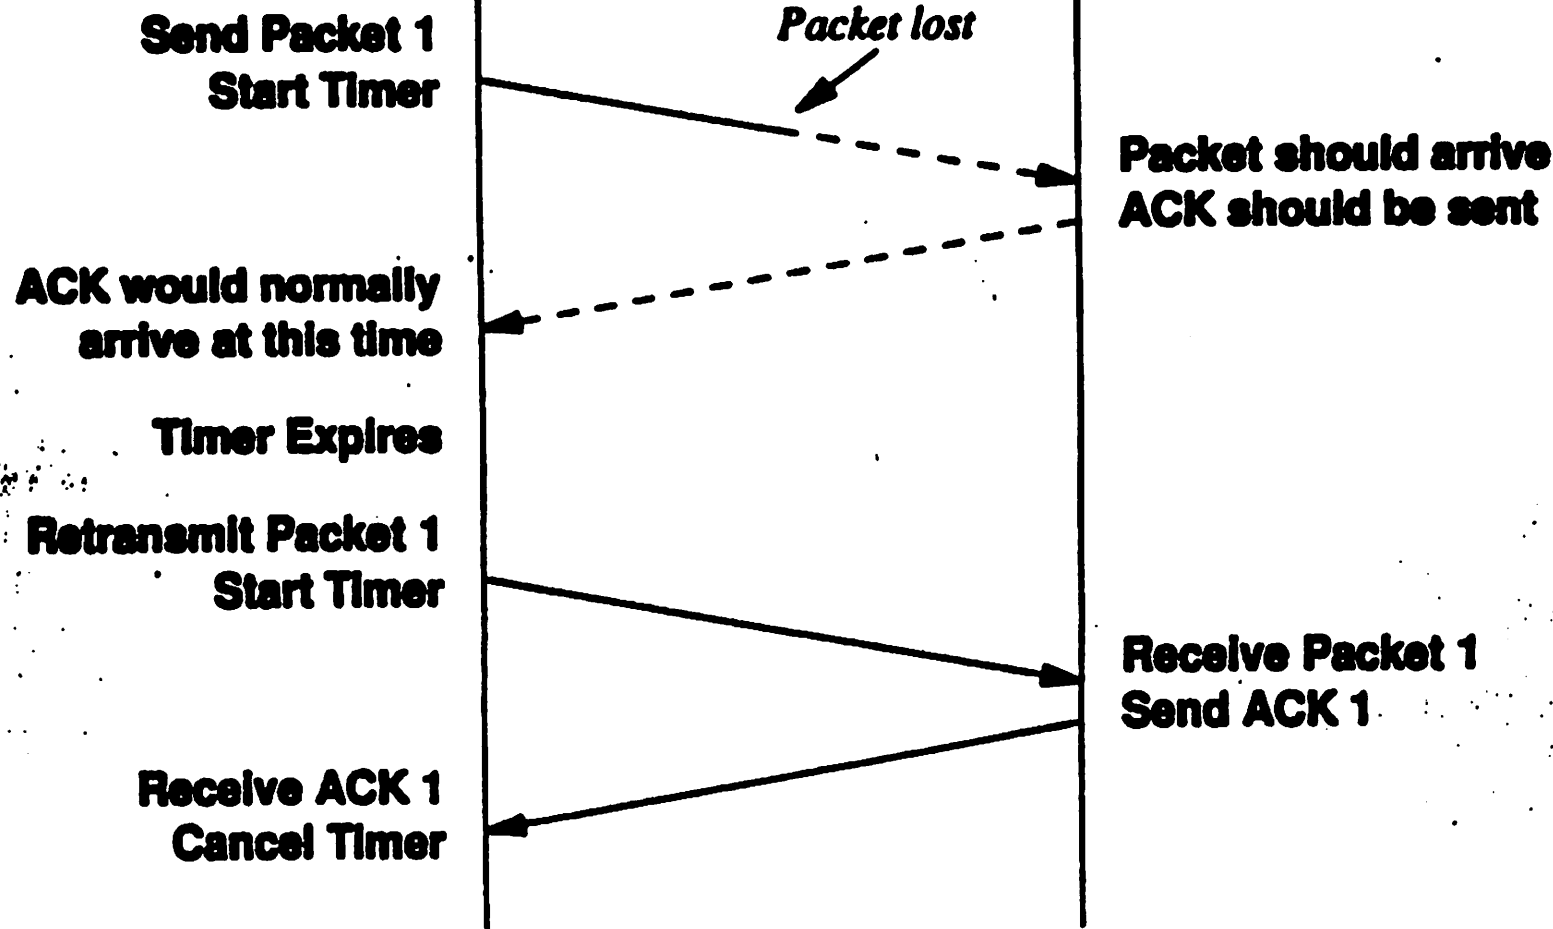 Packet lost
Send Packet 1
Start Timer
Packet should arrive
ACK should be sent
ACK would normally
arrive at this time
Timer Expires
Retransmit Packet 1
Start Timer
Receive Packet 1
Send ACK 1
Receive ACK 1
Cancel Timer